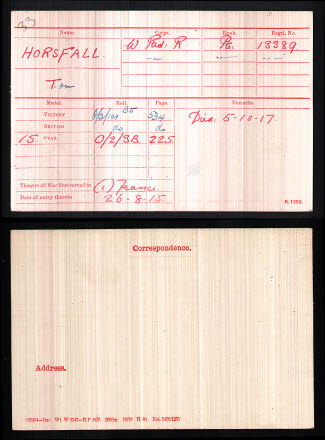 Name. Corps. Rank. Regtl. No.
HORSFALL. W Rid. R Pte. 13389
Tom
Medal. Roll. Page. Remarks.
VICTORY O/2/101 B5 584 Died 5-10-17.
BRITISH do do
15 STAR O/2/3B 225
Theatre of War first served in (1) France
Date of entry therein 26-8-15.
K. 1380.
Correspondence.
Address.